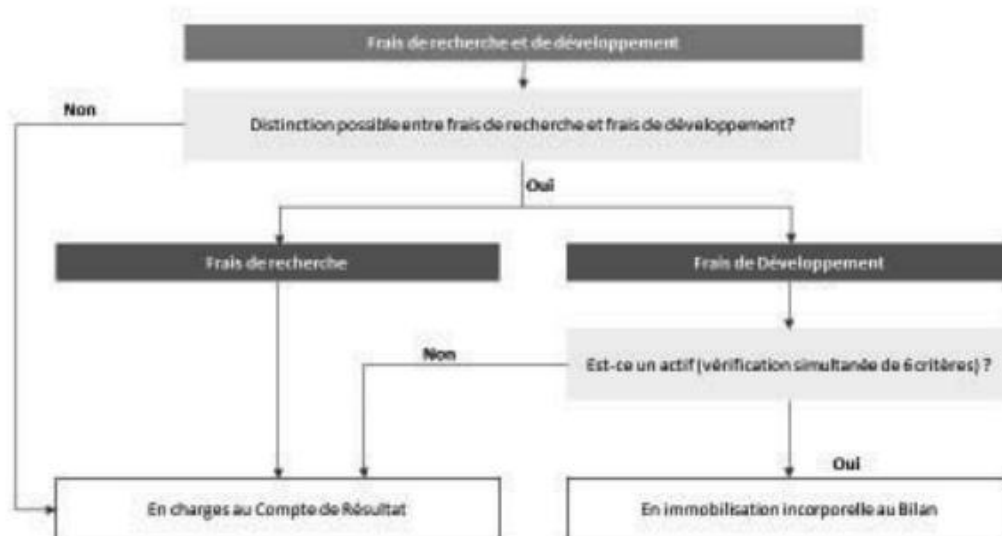 Frais de recherche et de développement
Non
Distinction possible entre frais de recherche et frais de développement?
Oui
Frais de recherche
Frais de Développement
Non
Est-ce un actif (vérification simultanée de 6 critères) ?
Oui
En charges au Compte de Résultat
En immobilisation incorporelle au Bilan